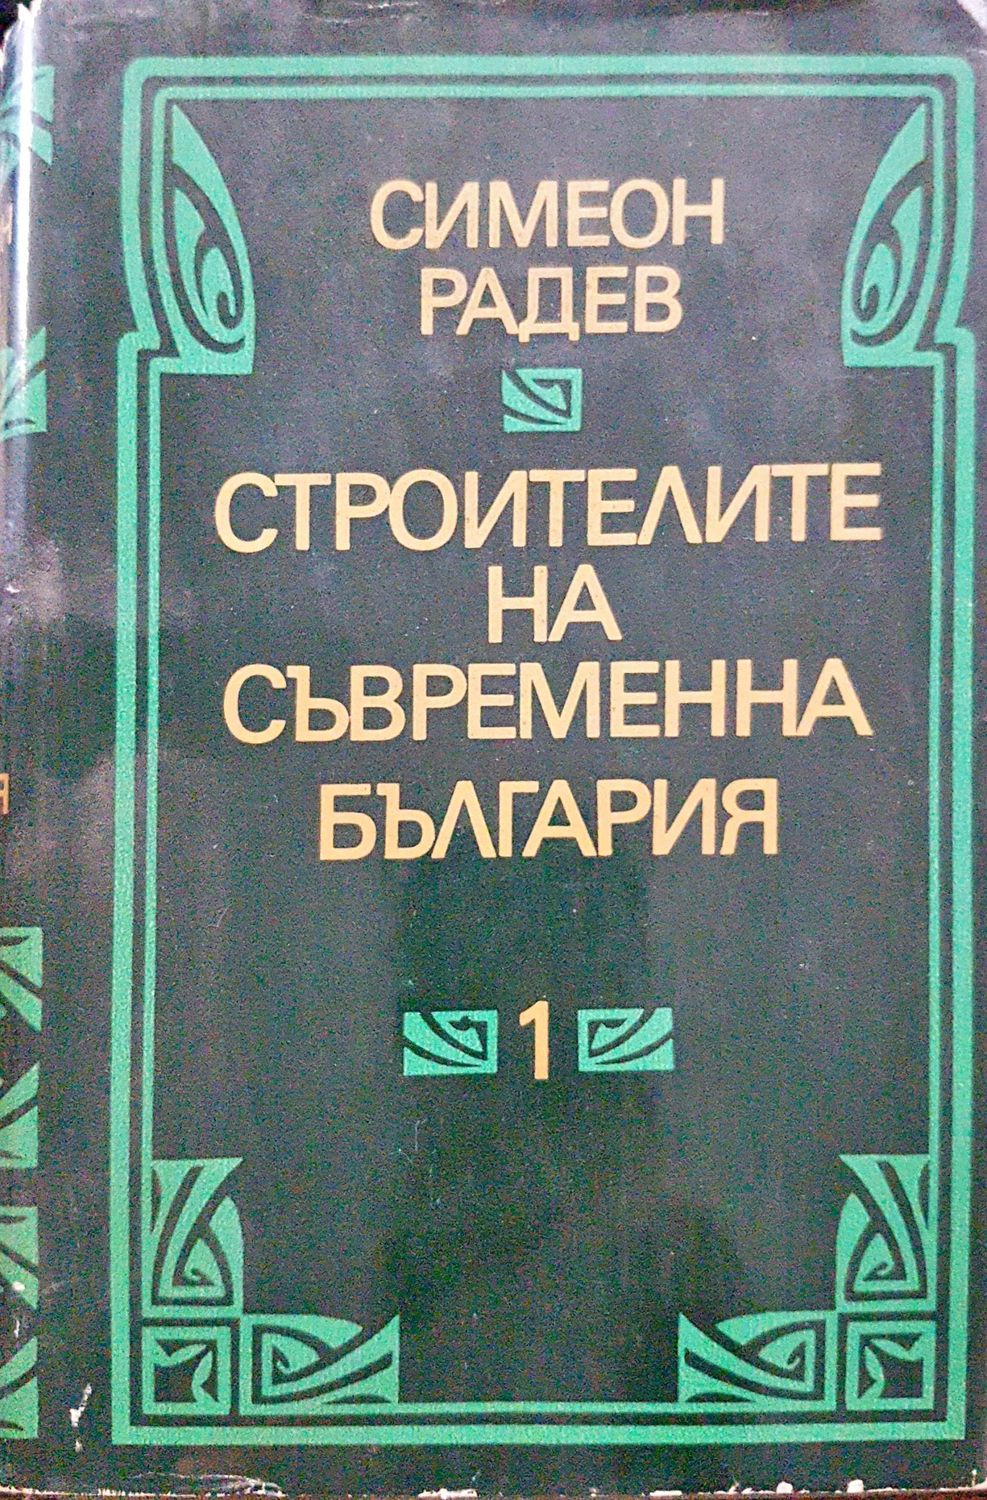 СИМЕОН
РАДЕВ
СТРОИТЕЛИТЕ
НА
СЪВРЕМЕННА
БЪЛГАРИЯ
1